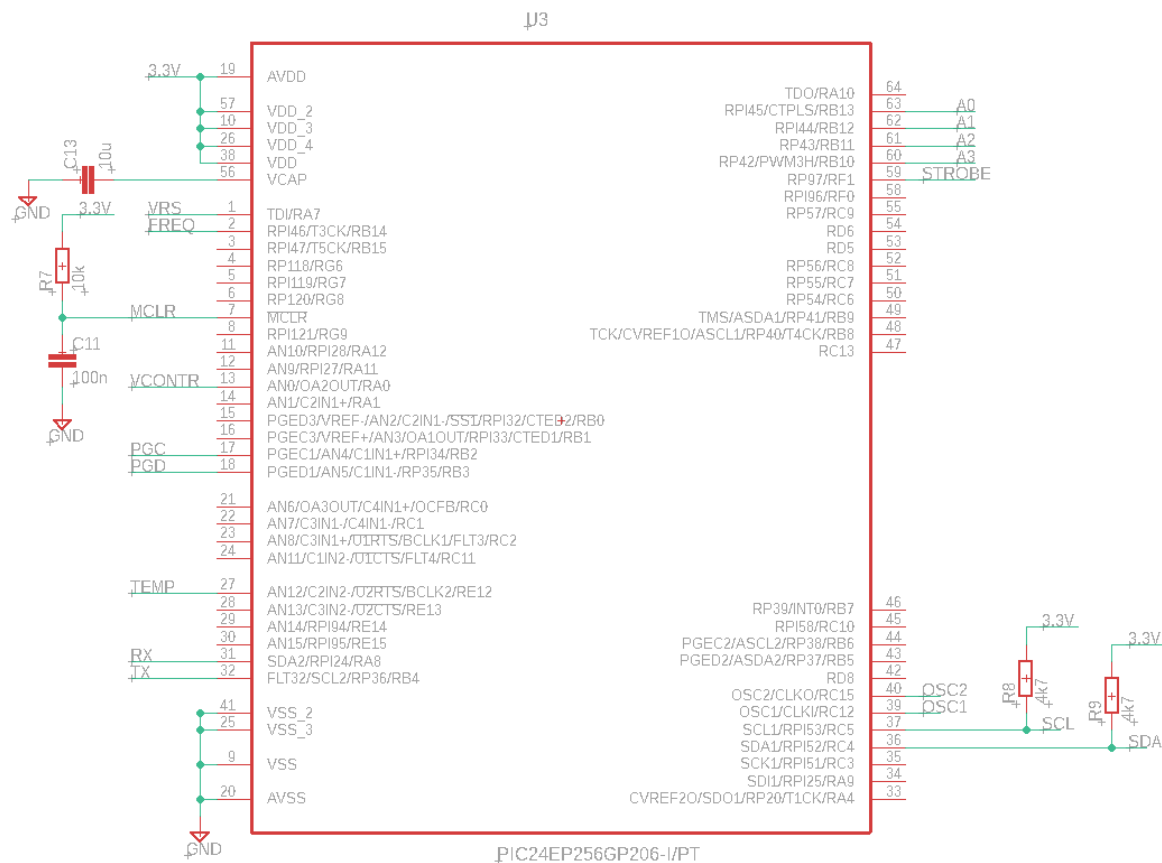 U3
3.3V
19 AVDD
57 VDD_2
10 VDD_3
26 VDD_4
38 VDD
56 VCAP
C13
10u
GND
VRS 1 TDI/RA7
FREQ 2 RPI46/T3CK/RB14
3 RPI47/T5CK/RB15
4 RP118/RG6
5 RPI119/RG7
6 RP120/RG8
MCLR 7 MCLR
8 RPI121/RG9
11 AN10/RPI28/RA12
12 AN9/RPI27/RA11
VCONTR 13 AN0/OA2OUT/RA0
14 AN1/C2IN1+/RA1
15 PGED3/VREF-/AN2/C2IN1-/SS1/RPI32/CTED2/RB0
16 PGEC3/VREF+/AN3/OA1OUT/RPI33/CTED1/RB1
PGC 17 PGEC1/AN4/C1IN1+/RPI34/RB2
PGD 18 PGED1/AN5/C1IN1-/RP35/RB3
21 AN6/OA3OUT/C4IN1+/OCFB/RC0
22 AN7/C3IN1-/C4IN1-/RC1
23 AN8/C3IN1+/U1RTS/BCLK1/FLT3/RC2
24 AN11/C1IN2-/U1CTS/FLT4/RC11
TEMP 27 AN12/C2IN2-/U2RTS/BCLK2/RE12
28 AN13/C3IN2-/U2CTS/RE13
29 AN14/RPI94/RE14
30 AN15/RPI95/RE15
RX 31 SDA2/RPI24/RA8
TX 32 FLT32/SCL2/RP36/RB4
41 VSS_2
25 VSS_3
9 VSS
20 AVSS
GND
3.3V
R7
10k
C11
100n
GND
TDO/RA10 64
RPI45/CTPLS/RB13 63 A0
RPI44/RB12 62 A1
RP43/RB11 61 A2
RP42/PWM3H/RB10 60 A3
RP97/RF1 59 STROBE
RPI96/RF0 58
RP57/RC9 55
RD6 54
RD5 53
RP56/RC8 52
RP55/RC7 51
RP54/RC6 50
TMS/ASDA1/RP41/RB9 49
TCK/CVREF1O/ASCL1/RP40/T4CK/RB8 48
RC13 47
RP39/INT0/RB7 46
RPI58/RC10 45
PGEC2/ASCL2/RP38/RB6 44
PGED2/ASDA2/RP37/RB5 43
RD8 42
OSC2/CLKO/RC15 40 OSC2
OSC1/CLKI/RC12 39 OSC1
SCL1/RPI53/RC5 37 SCL
SDA1/RPI52/RC4 36 SDA
SCK1/RPI51/RC3 35
SDI1/RPI25/RA9 34
CVREF2O/SDO1/RP20/T1CK/RA4 33
3.3V
R8
4k7
3.3V
R9
4k7
PIC24EP256GP206-I/PT